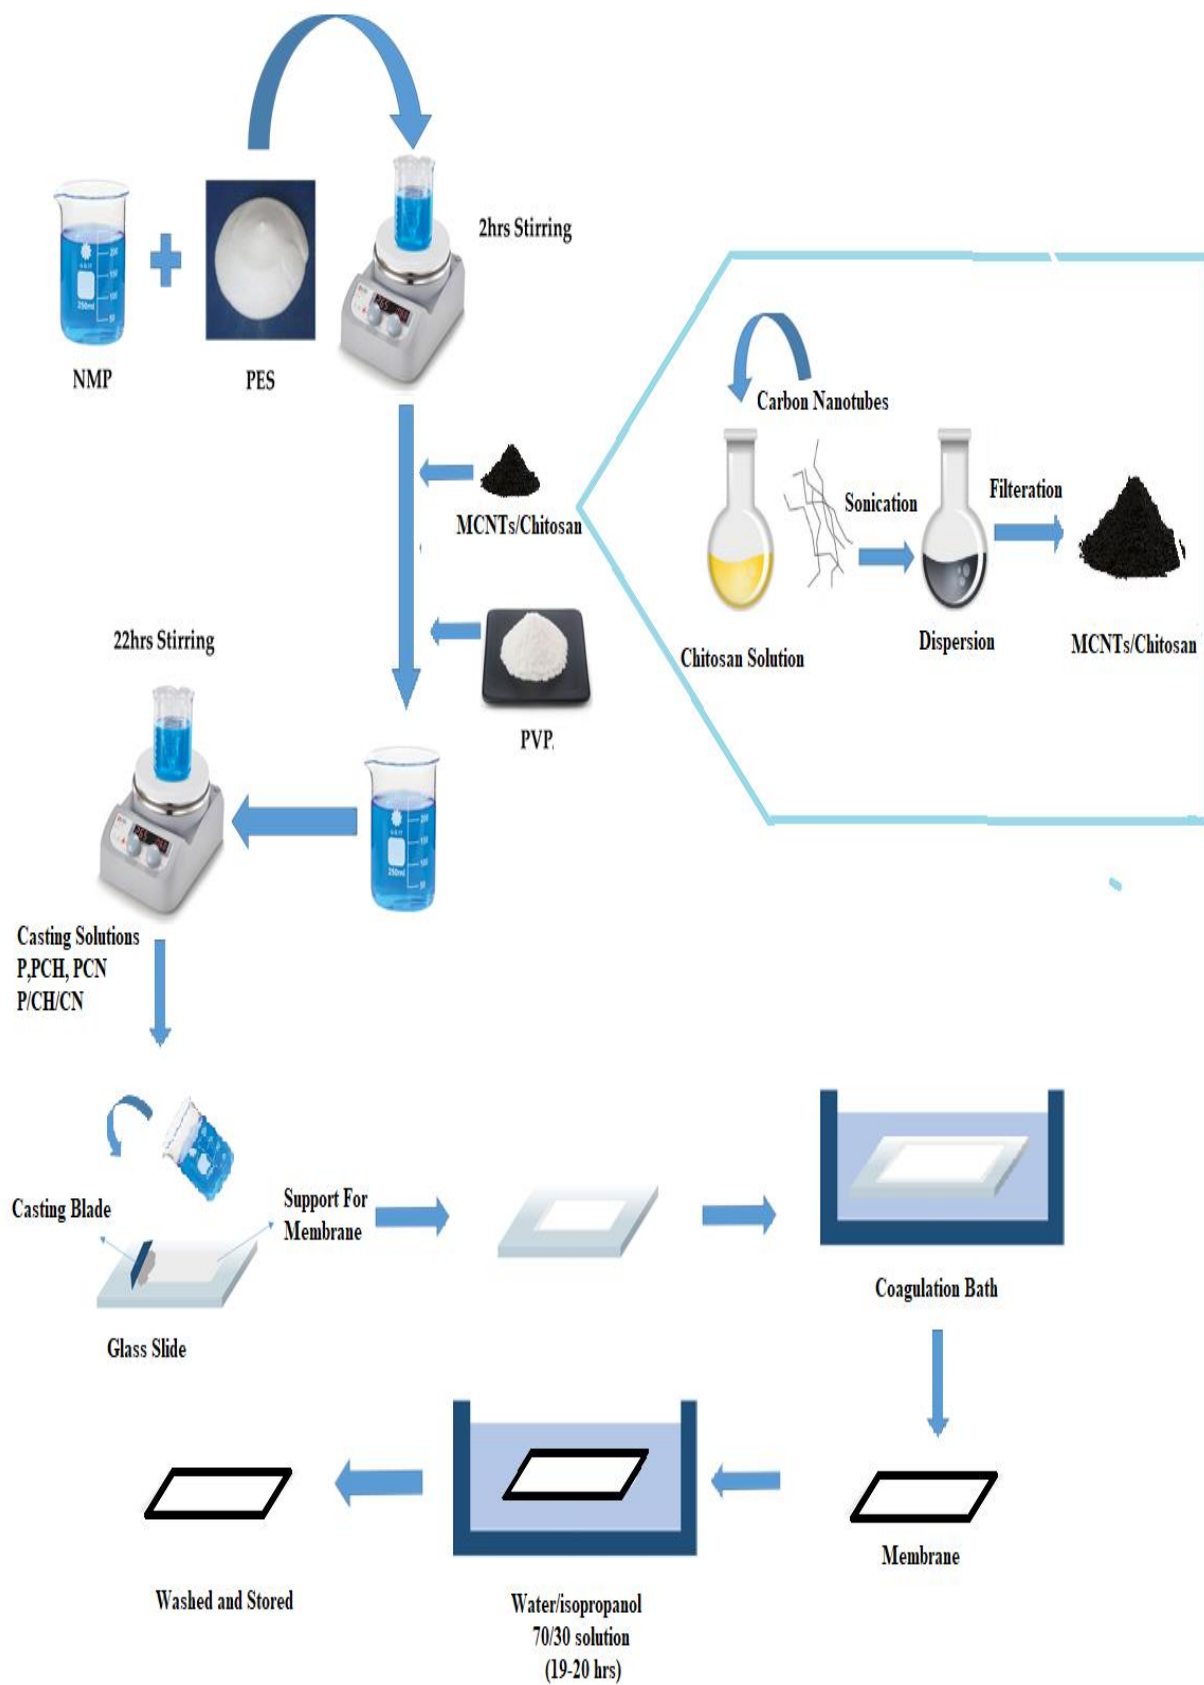 2hrs Stirring
NMP
PES
Carbon Nanotubes
Sonication
Filteration
MCNTs/Chitosan
Chitosan Solution
Dispersion
MCNTs/Chitosan
22hrs Stirring
PVP.
250ml
Casting Solutions
P,PCH, PCN
P/CH/CN
Casting Blade
Support For
Membrane
Glass Slide
Coagulation Bath
Membrane
Water/isopropanol
70/30 solution
(19-20 hrs)
Washed and Stored